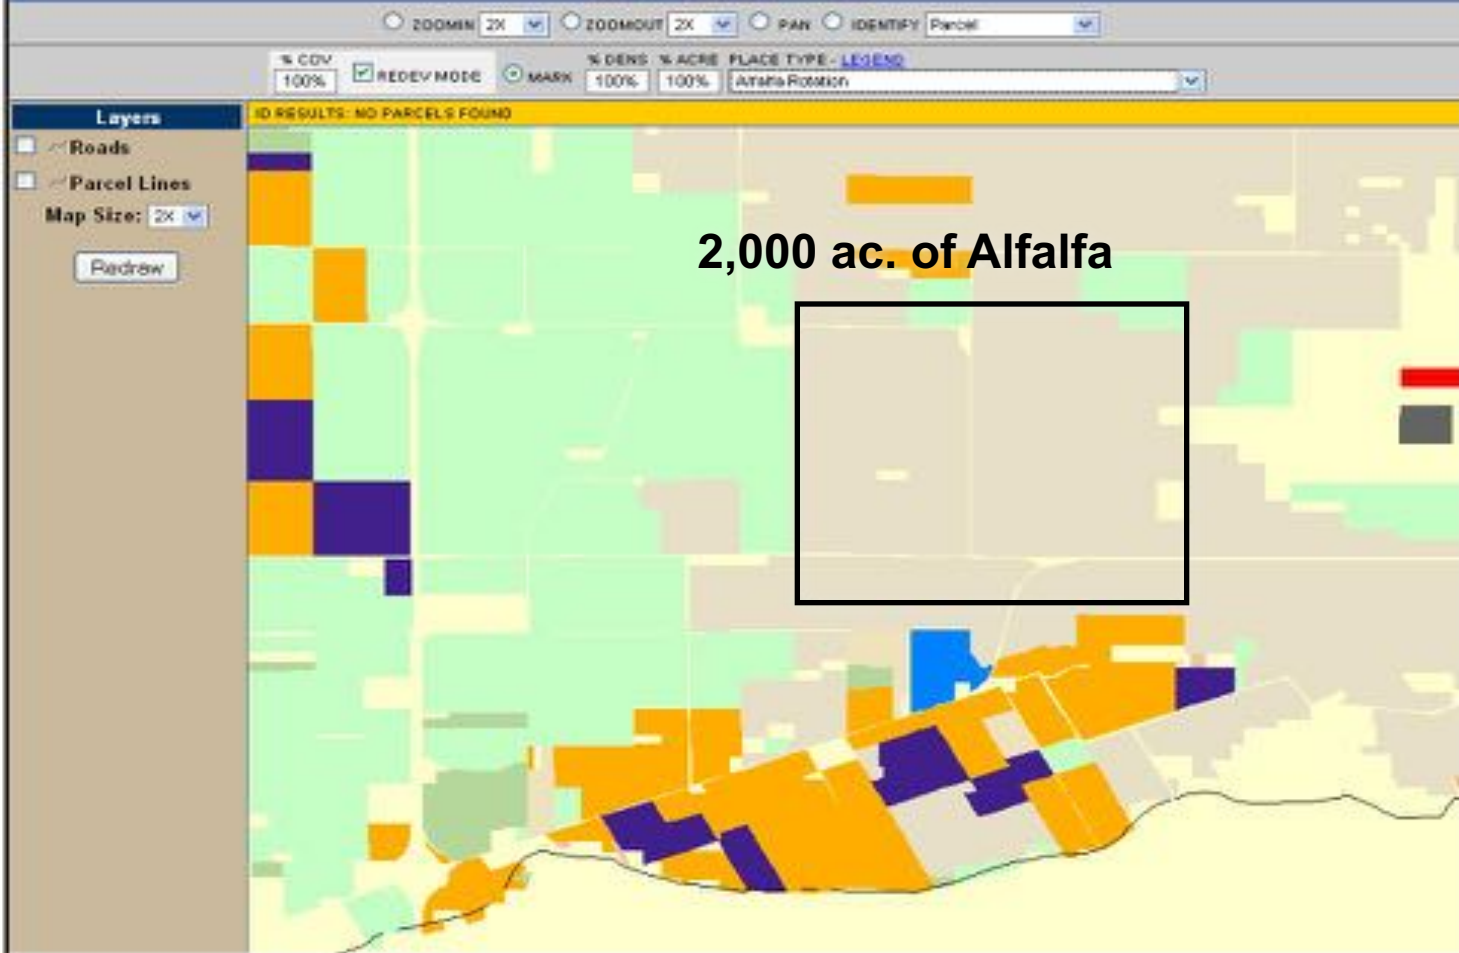 ZOOMIN 2X ZOOMOUT 2X PAN IDENTIFY Parcel
% COV % DENS % ACRE PLACE TYPE - LEGEND
100% REDEV MODE MARK 100% 100% Alfalfa Rotation
Layers
ID RESULTS: NO PARCELS FOUND
Roads
Parcel Lines
Map Size: 2X
Redraw
2,000 ac. of Alfalfa